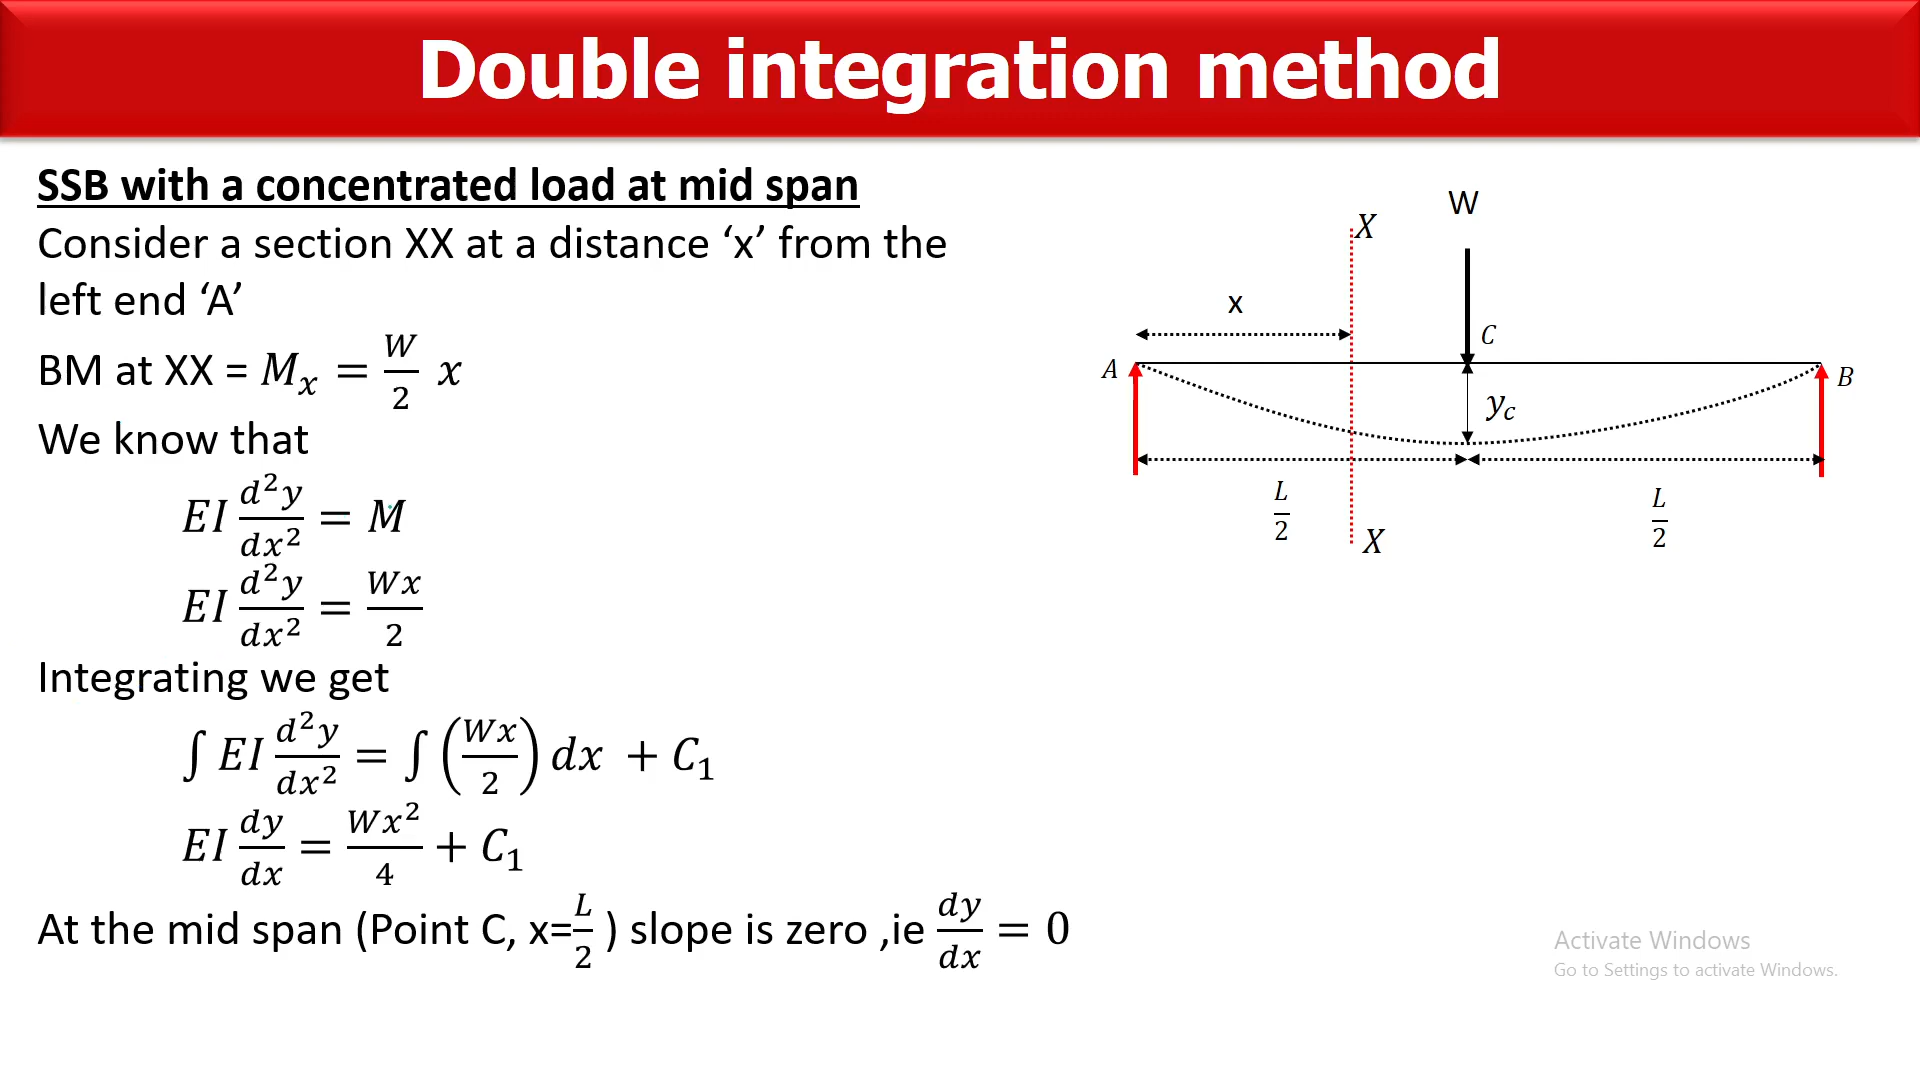 Double integration method
SSB with a concentrated load at mid span
Consider a section XX at a distance ‘x’ from the
left end ‘A’
BM at XX = Mₓ = W/2 x
We know that
EI d²y/dx² = M
EI d²y/dx² = Wx/2
Integrating we get
∫ EI d²y/dx² = ∫ (Wx/2) dx + C₁
EI dy/dx = Wx²/4 + C₁
At the mid span (Point C, x=L/2 ) slope is zero ,ie dy/dx = 0
W
X
x
C
A
B
y_c
L/2
L/2
X
Activate Windows
Go to Settings to activate Windows.